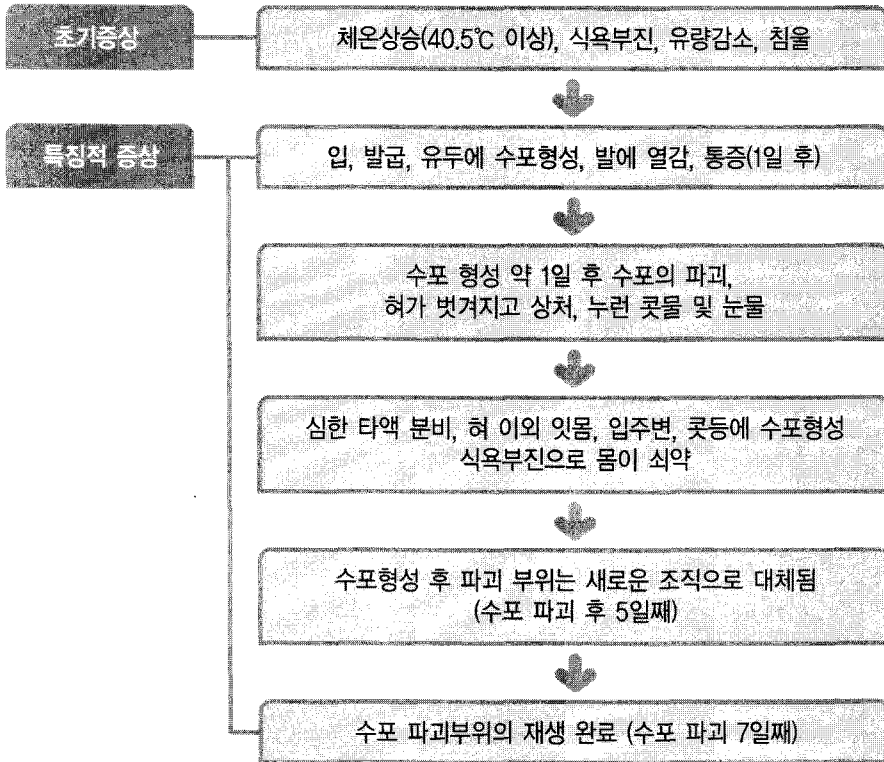 초기증상
체온상승(40.5℃ 이상), 식욕부진, 유량감소, 침울
특징적 증상
입, 발굽, 유두에 수포형성, 발에 열감, 통증(1일 후)
수포 형성 약 1일 후 수포의 파괴,
혀가 벗겨지고 상처, 누런 콧물 및 눈물
심한 타액 분비, 혀 이외 잇몸, 입주변, 콧등에 수포형성
식욕부진으로 몸이 쇠약
수포형성 후 파괴 부위는 새로운 조직으로 대체됨
(수포 파괴 후 5일째)
수포 파괴부위의 재생 완료 (수포 파괴 7일째)